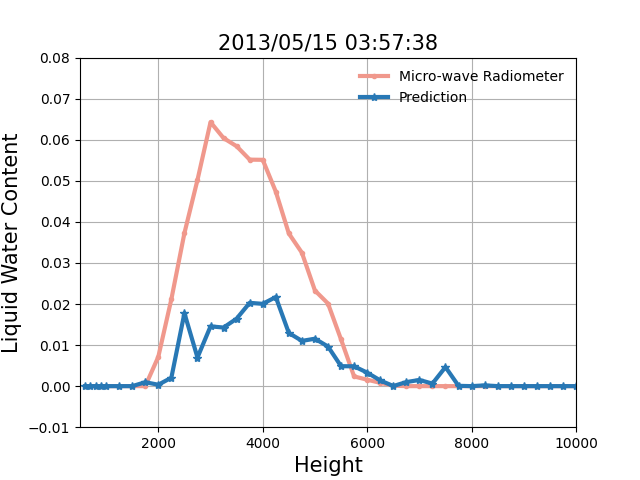 2013/05/15 03:57:38
0.08
0.07
0.06
0.05
0.04
0.03
0.02
0.01
0.00
−0.01
Liquid Water Content
Micro-wave Radiometer
Prediction
2000 4000 6000 8000 10000
Height